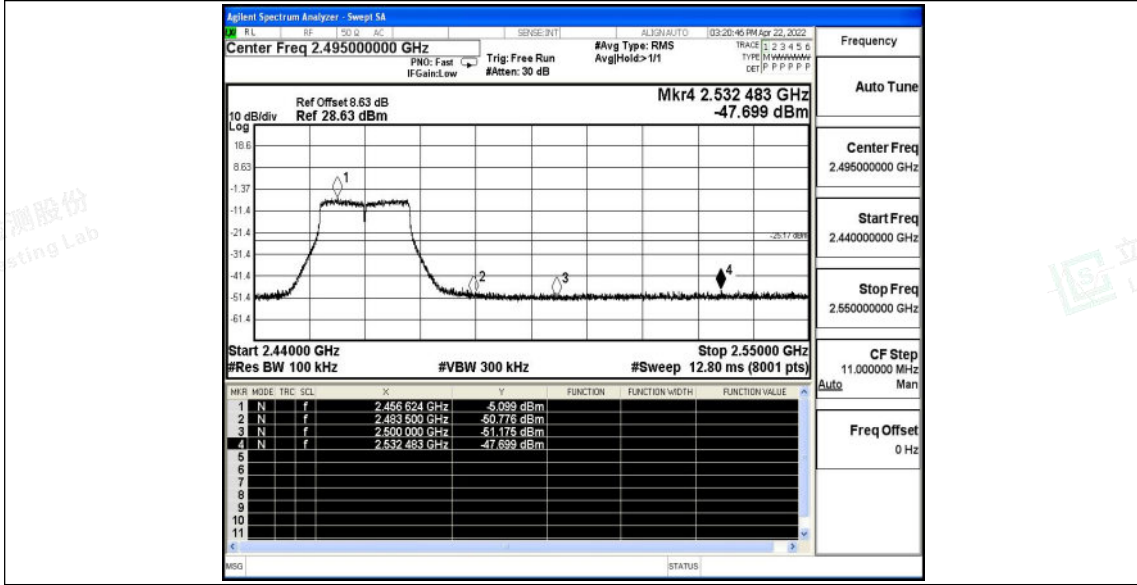 Agilent Spectrum Analyzer - Swept SA
RL RF 50 Ω AC SENSE:INT ALIGN AUTO 03:20:46 PM Apr 22, 2022
Center Freq 2.495000000 GHz
PNO: Fast
IFGain:Low
Trig: Free Run
#Atten: 30 dB
#Avg Type: RMS
Avg|Hold:>1/1
TRACE 1 2 3 4 5 6
TYPE M WWWWW
DET P P P P P P
Mkr4 2.532 483 GHz
-47.699 dBm
Ref Offset 8.63 dB
10 dB/div Ref 28.63 dBm
Log
18.6
8.63
-1.37
-11.4
-21.4
-31.4
-41.4
-51.4
-61.4
1
2
3
4
-25.17 dBm
Start 2.44000 GHz Stop 2.55000 GHz
#Res BW 100 kHz #VBW 300 kHz #Sweep 12.80 ms (8001 pts)
MKR MODE TRC SCL X Y FUNCTION FUNCTION WIDTH FUNCTION VALUE
1 N f 2.456 624 GHz -5.099 dBm
2 N f 2.483 500 GHz -50.776 dBm
3 N f 2.500 000 GHz -51.175 dBm
4 N f 2.532 483 GHz -47.699 dBm
5
6
7
8
9
10
11
MSG STATUS
Frequency
Auto Tune
Center Freq
2.495000000 GHz
Start Freq
2.440000000 GHz
Stop Freq
2.550000000 GHz
CF Step
11.000000 MHz
Auto Man
Freq Offset
0 Hz
测股份
sting Lab
立
LSI